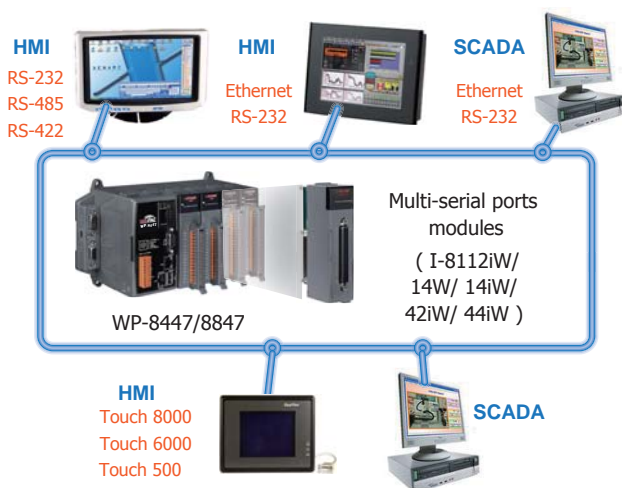 HMI
RS-232
RS-485
RS-422
HMI
Ethernet
RS-232
SCADA
Ethernet
RS-232
Multi-serial ports
modules
( I-8112iW/
14W/ 14iW/
42iW/ 44iW )
WP-8447/8847
HMI
Touch 8000
Touch 6000
Touch 500
SCADA